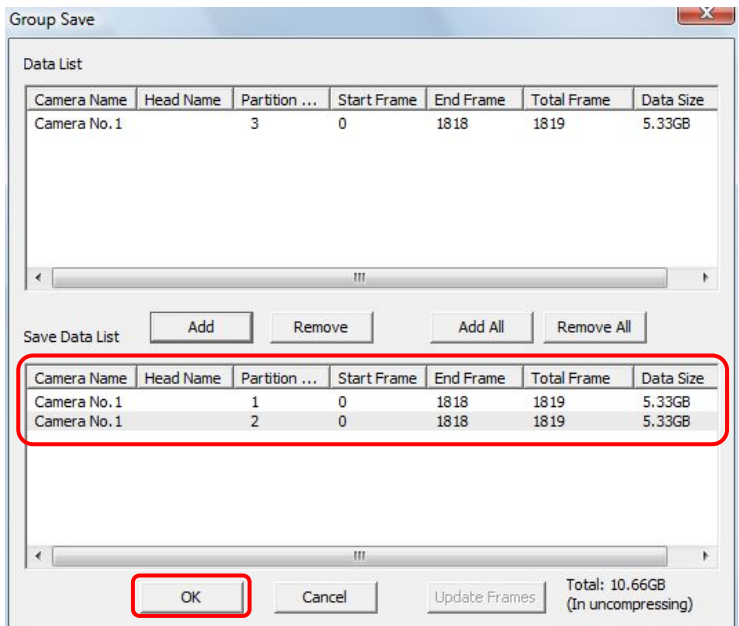 Group Save
Data List
Camera Name Head Name Partition ... Start Frame End Frame Total Frame Data Size
Camera No.1 3 0 1818 1819 5.33GB
Save Data List Add Remove Add All Remove All
Camera Name Head Name Partition ... Start Frame End Frame Total Frame Data Size
Camera No.1 1 0 1818 1819 5.33GB
Camera No.1 2 0 1818 1819 5.33GB
OK Cancel Update Frames Total: 10.66GB
(In uncompressing)